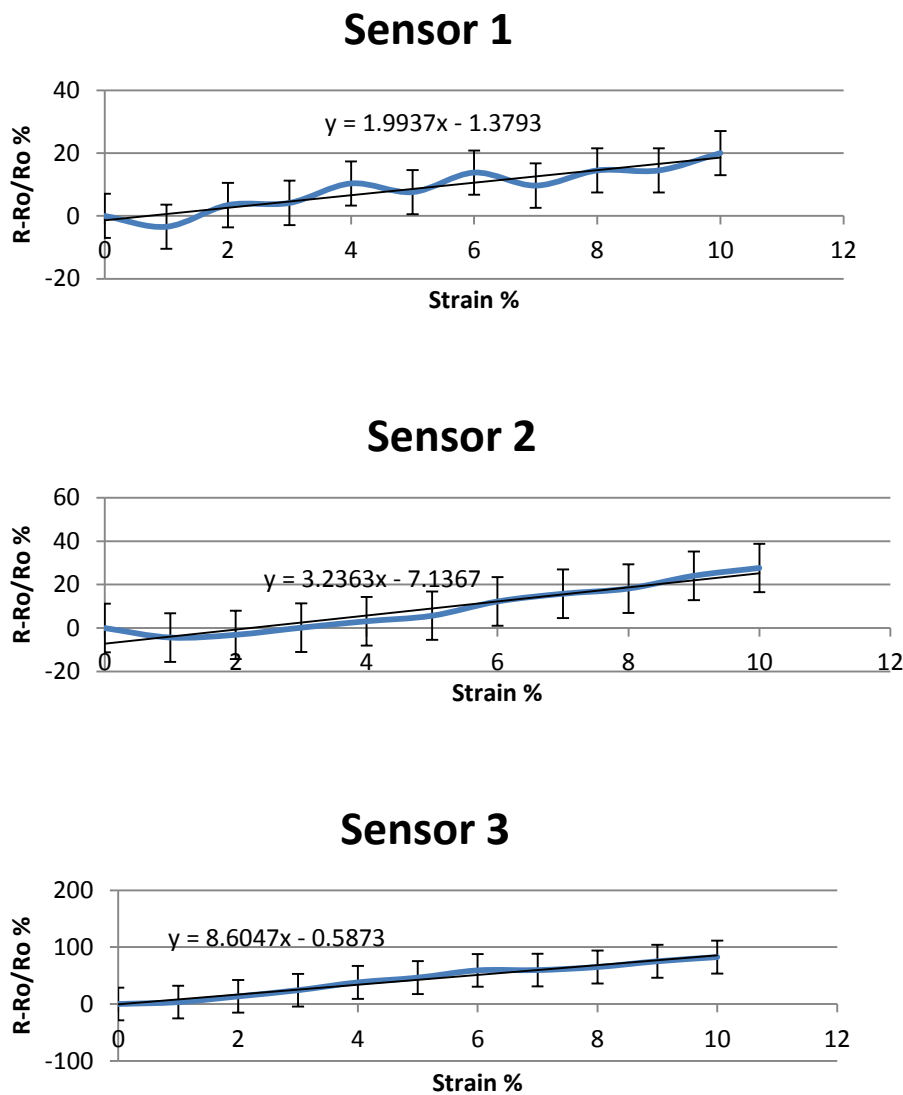 Sensor 1
40
20
0
-20
y = 1.9937x - 1.3793
0 2 4 6 8 10 12
R-Ro/Ro %
Strain %
Sensor 2
60
40
20
0
-20
y = 3.2363x - 7.1367
0 2 4 6 8 10 12
R-Ro/Ro %
Strain %
Sensor 3
200
100
0
-100
y = 8.6047x - 0.5873
0 2 4 6 8 10 12
R-Ro/Ro %
Strain %